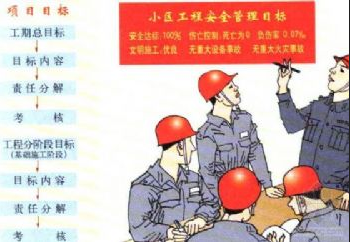 项目目标
工期总目标
目标内容
责任分解
考核
工程分阶段目标
(基础施工阶段)
目标内容
责任分解
考核
小区工程安全管理目标
安全达标:100% 伤亡控制:死亡为0 负伤率0.07%
文明施工:优良 无重大设备事故 无重大火灾事故